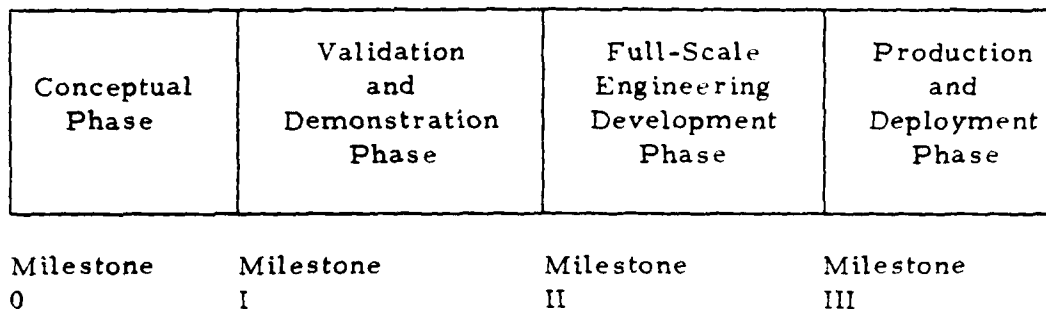 Conceptual
Phase
Validation
and
Demonstration
Phase
Full-Scale
Engineering
Development
Phase
Production
and
Deployment
Phase
Milestone
0
Milestone
I
Milestone
II
Milestone
III